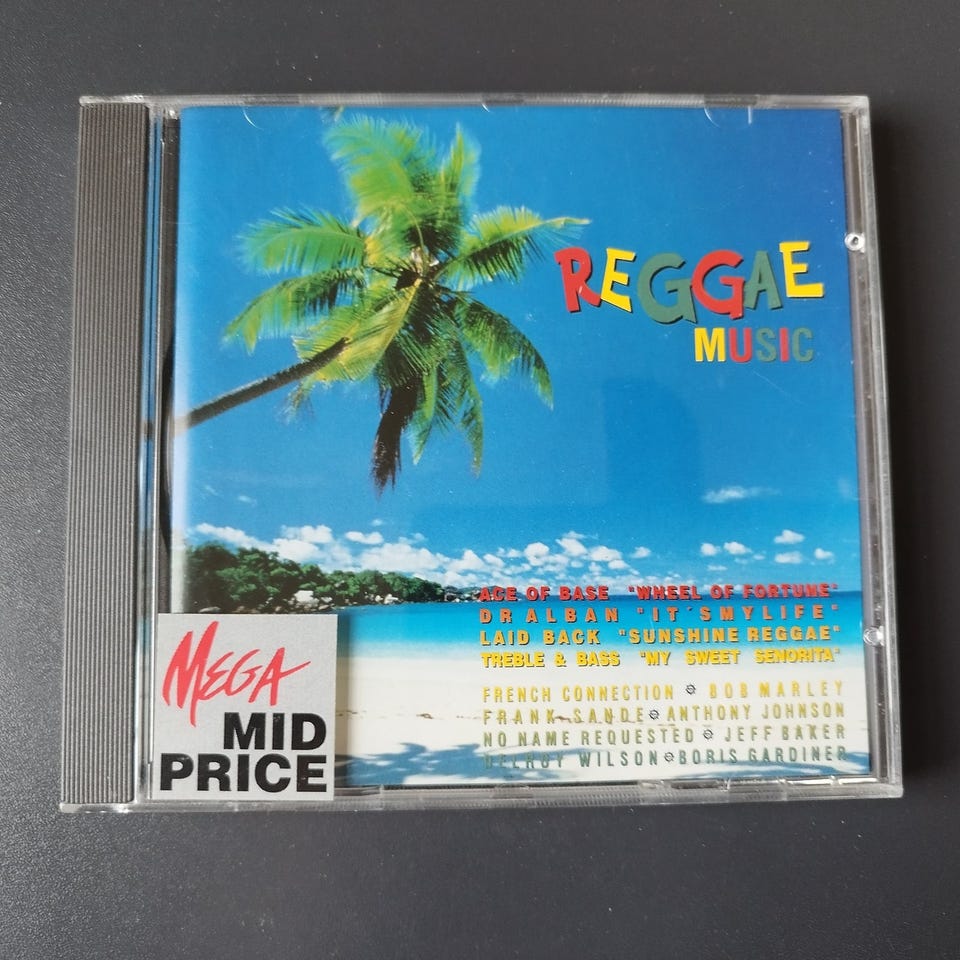 REGGAE
MUSIC
ACE OF BASE "WHEEL OF FORTUNE"
DR ALBAN "IT'S MY LIFE"
LAID BACK "SUNSHINE REGGAE"
TREBLE & BASS "MY SWEET SENORITA"
FRENCH CONNECTION BOB MARLEY
FRANK SANDE ANTHONY JOHNSON
NO NAME REQUESTED JEFF BAKER
DELROY WILSON BORIS GARDINER
MEGA
MID
PRICE